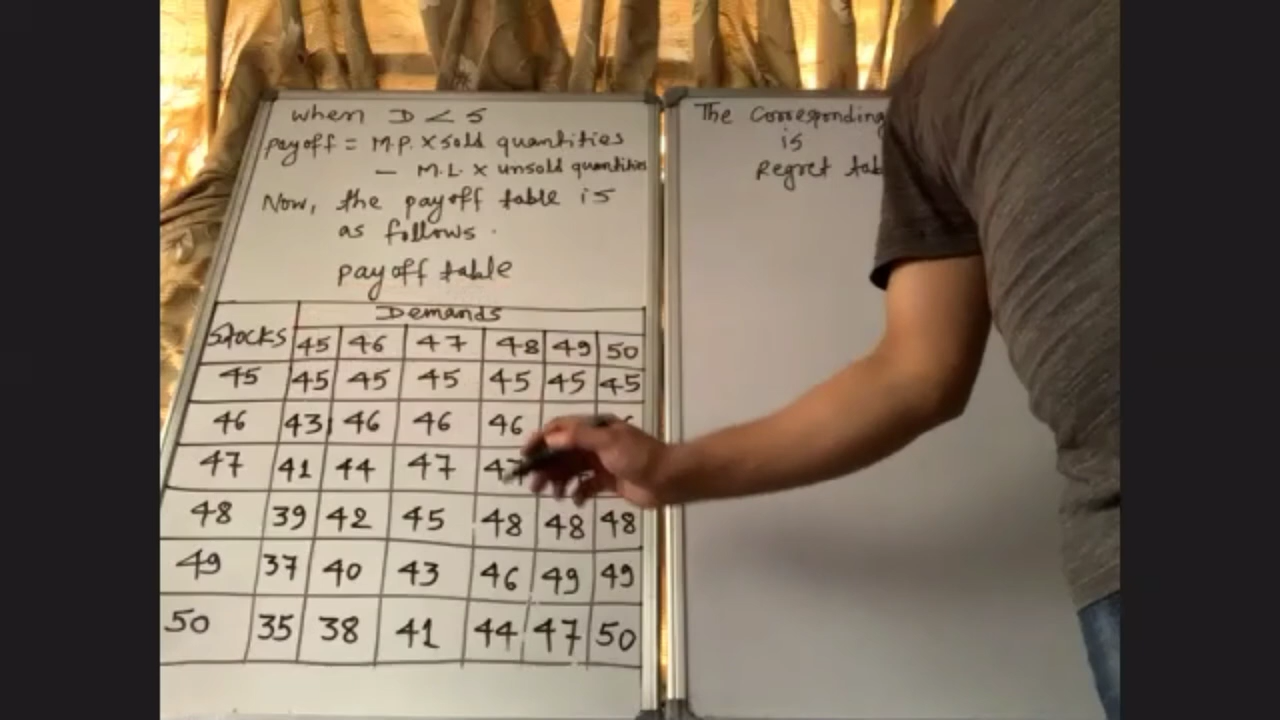 when D < S
payoff = M.P. X sold quantities
— M.L. x unsold quantities
Now, the payoff table is
as follows.
payoff table
Demands
STOCKS 45 46 47 48 49 50
45 45 45 45 45 45 45
46 43 46 46 46
47 41 44 47 47
48 39 42 45 48 48 48
49 37 40 43 46 49 49
50 35 38 41 44 47 50
The Corresponding
is
Regret